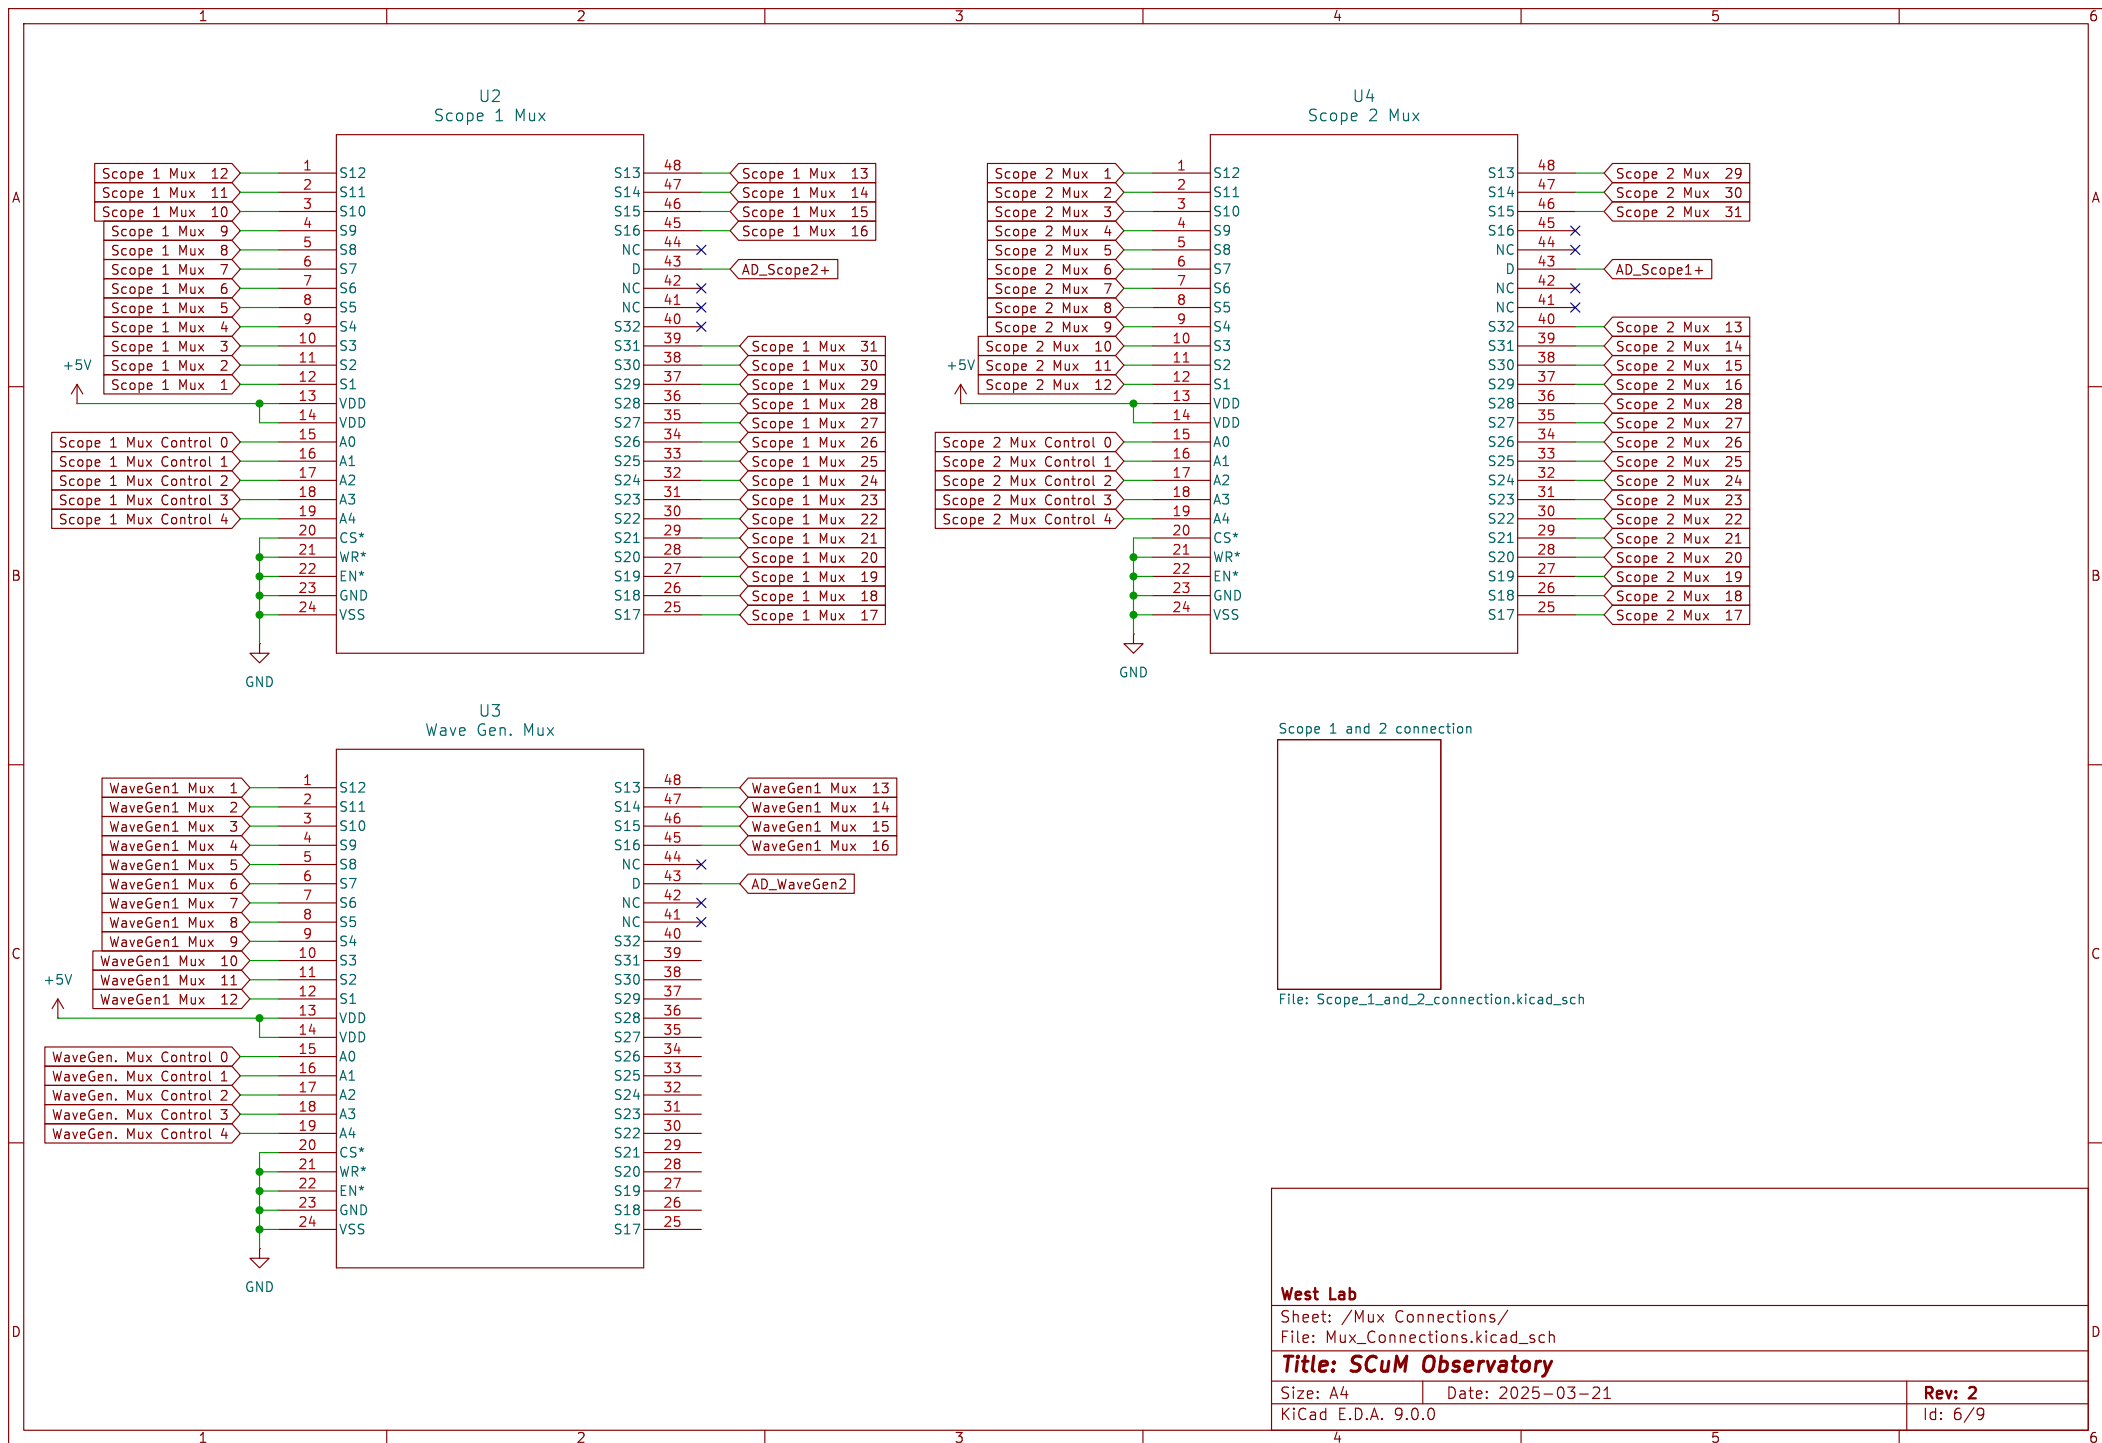 1 2 3 4 5 6
A
B
C
D
A
B
C
D
U2
Scope 1 Mux
Scope 1 Mux 12 1 S12
Scope 1 Mux 11 2 S11
Scope 1 Mux 10 3 S10
Scope 1 Mux 9 4 S9
Scope 1 Mux 8 5 S8
Scope 1 Mux 7 6 S7
Scope 1 Mux 6 7 S6
Scope 1 Mux 5 8 S5
Scope 1 Mux 4 9 S4
Scope 1 Mux 3 10 S3
Scope 1 Mux 2 11 S2
Scope 1 Mux 1 12 S1
+5V
13 VDD
14 VDD
Scope 1 Mux Control 0 15 A0
Scope 1 Mux Control 1 16 A1
Scope 1 Mux Control 2 17 A2
Scope 1 Mux Control 3 18 A3
Scope 1 Mux Control 4 19 A4
20 CS*
21 WR*
22 EN*
23 GND
24 VSS
GND
S13 48 Scope 1 Mux 13
S14 47 Scope 1 Mux 14
S15 46 Scope 1 Mux 15
S16 45 Scope 1 Mux 16
NC 44
D 43 AD_Scope2+
NC 42
NC 41
S32 40
S31 39 Scope 1 Mux 31
S30 38 Scope 1 Mux 30
S29 37 Scope 1 Mux 29
S28 36 Scope 1 Mux 28
S27 35 Scope 1 Mux 27
S26 34 Scope 1 Mux 26
S25 33 Scope 1 Mux 25
S24 32 Scope 1 Mux 24
S23 31 Scope 1 Mux 23
S22 30 Scope 1 Mux 22
S21 29 Scope 1 Mux 21
S20 28 Scope 1 Mux 20
S19 27 Scope 1 Mux 19
S18 26 Scope 1 Mux 18
S17 25 Scope 1 Mux 17
U4
Scope 2 Mux
Scope 2 Mux 1 1 S12
Scope 2 Mux 2 2 S11
Scope 2 Mux 3 3 S10
Scope 2 Mux 4 4 S9
Scope 2 Mux 5 5 S8
Scope 2 Mux 6 6 S7
Scope 2 Mux 7 7 S6
Scope 2 Mux 8 8 S5
Scope 2 Mux 9 9 S4
Scope 2 Mux 10 10 S3
Scope 2 Mux 11 11 S2
Scope 2 Mux 12 12 S1
+5V
13 VDD
14 VDD
Scope 2 Mux Control 0 15 A0
Scope 2 Mux Control 1 16 A1
Scope 2 Mux Control 2 17 A2
Scope 2 Mux Control 3 18 A3
Scope 2 Mux Control 4 19 A4
20 CS*
21 WR*
22 EN*
23 GND
24 VSS
GND
S13 48 Scope 2 Mux 29
S14 47 Scope 2 Mux 30
S15 46 Scope 2 Mux 31
S16 45
NC 44
D 43 AD_Scope1+
NC 42
NC 41
S32 40 Scope 2 Mux 13
S31 39 Scope 2 Mux 14
S30 38 Scope 2 Mux 15
S29 37 Scope 2 Mux 16
S28 36 Scope 2 Mux 28
S27 35 Scope 2 Mux 27
S26 34 Scope 2 Mux 26
S25 33 Scope 2 Mux 25
S24 32 Scope 2 Mux 24
S23 31 Scope 2 Mux 23
S22 30 Scope 2 Mux 22
S21 29 Scope 2 Mux 21
S20 28 Scope 2 Mux 20
S19 27 Scope 2 Mux 19
S18 26 Scope 2 Mux 18
S17 25 Scope 2 Mux 17
U3
Wave Gen. Mux
WaveGen1 Mux 1 1 S12
WaveGen1 Mux 2 2 S11
WaveGen1 Mux 3 3 S10
WaveGen1 Mux 4 4 S9
WaveGen1 Mux 5 5 S8
WaveGen1 Mux 6 6 S7
WaveGen1 Mux 7 7 S6
WaveGen1 Mux 8 8 S5
WaveGen1 Mux 9 9 S4
WaveGen1 Mux 10 10 S3
WaveGen1 Mux 11 11 S2
WaveGen1 Mux 12 12 S1
+5V
13 VDD
14 VDD
WaveGen. Mux Control 0 15 A0
WaveGen. Mux Control 1 16 A1
WaveGen. Mux Control 2 17 A2
WaveGen. Mux Control 3 18 A3
WaveGen. Mux Control 4 19 A4
20 CS*
21 WR*
22 EN*
23 GND
24 VSS
GND
S13 48 WaveGen1 Mux 13
S14 47 WaveGen1 Mux 14
S15 46 WaveGen1 Mux 15
S16 45 WaveGen1 Mux 16
NC 44
D 43 AD_WaveGen2
NC 42
NC 41
S32 40
S31 39
S30 38
S29 37
S28 36
S27 35
S26 34
S25 33
S24 32
S23 31
S22 30
S21 29
S20 28
S19 27
S18 26
S17 25
Scope 1 and 2 connection
File: Scope_1_and_2_connection.kicad_sch
West Lab
Sheet: /Mux Connections/
File: Mux_Connections.kicad_sch
Title: SCuM Observatory
Size: A4 Date: 2025-03-21 Rev: 2
KiCad E.D.A. 9.0.0 Id: 6/9
1 2 3 4 5 6